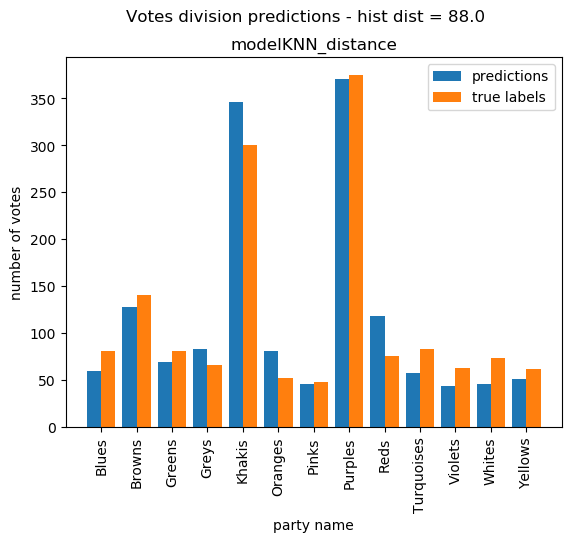 Votes division predictions - hist dist = 88.0
modelKNN_distance
predictions
true labels
number of votes
350
300
250
200
150
100
50
0
Blues
Browns
Greens
Greys
Khakis
Oranges
Pinks
Purples
Reds
Turquoises
Violets
Whites
Yellows
party name